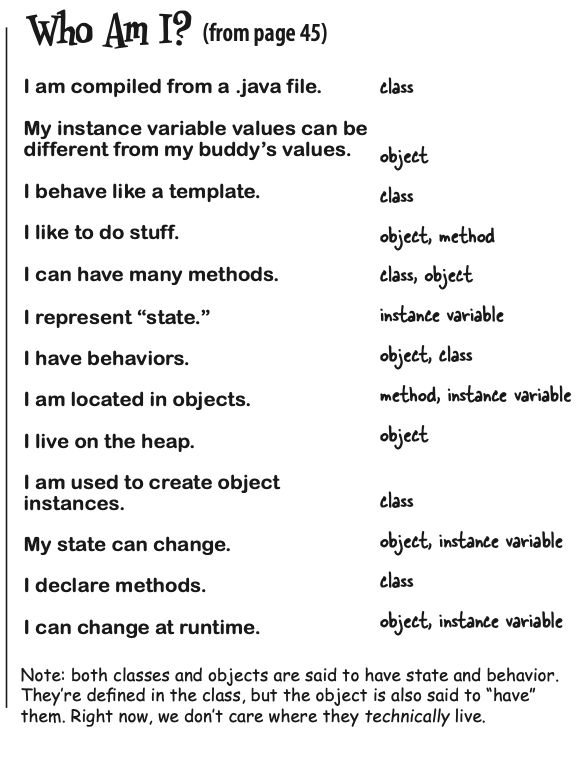 Who Am I? (from page 45)
I am compiled from a .java file. class
My instance variable values can be
different from my buddy’s values. object
I behave like a template. class
I like to do stuff. object, method
I can have many methods. class, object
I represent “state.” instance variable
I have behaviors. object, class
I am located in objects. method, instance variable
I live on the heap. object
I am used to create object
instances. class
My state can change. object, instance variable
I declare methods. class
I can change at runtime. object, instance variable
Note: both classes and objects are said to have state and behavior.
They’re defined in the class, but the object is also said to “have”
them. Right now, we don’t care where they technically live.